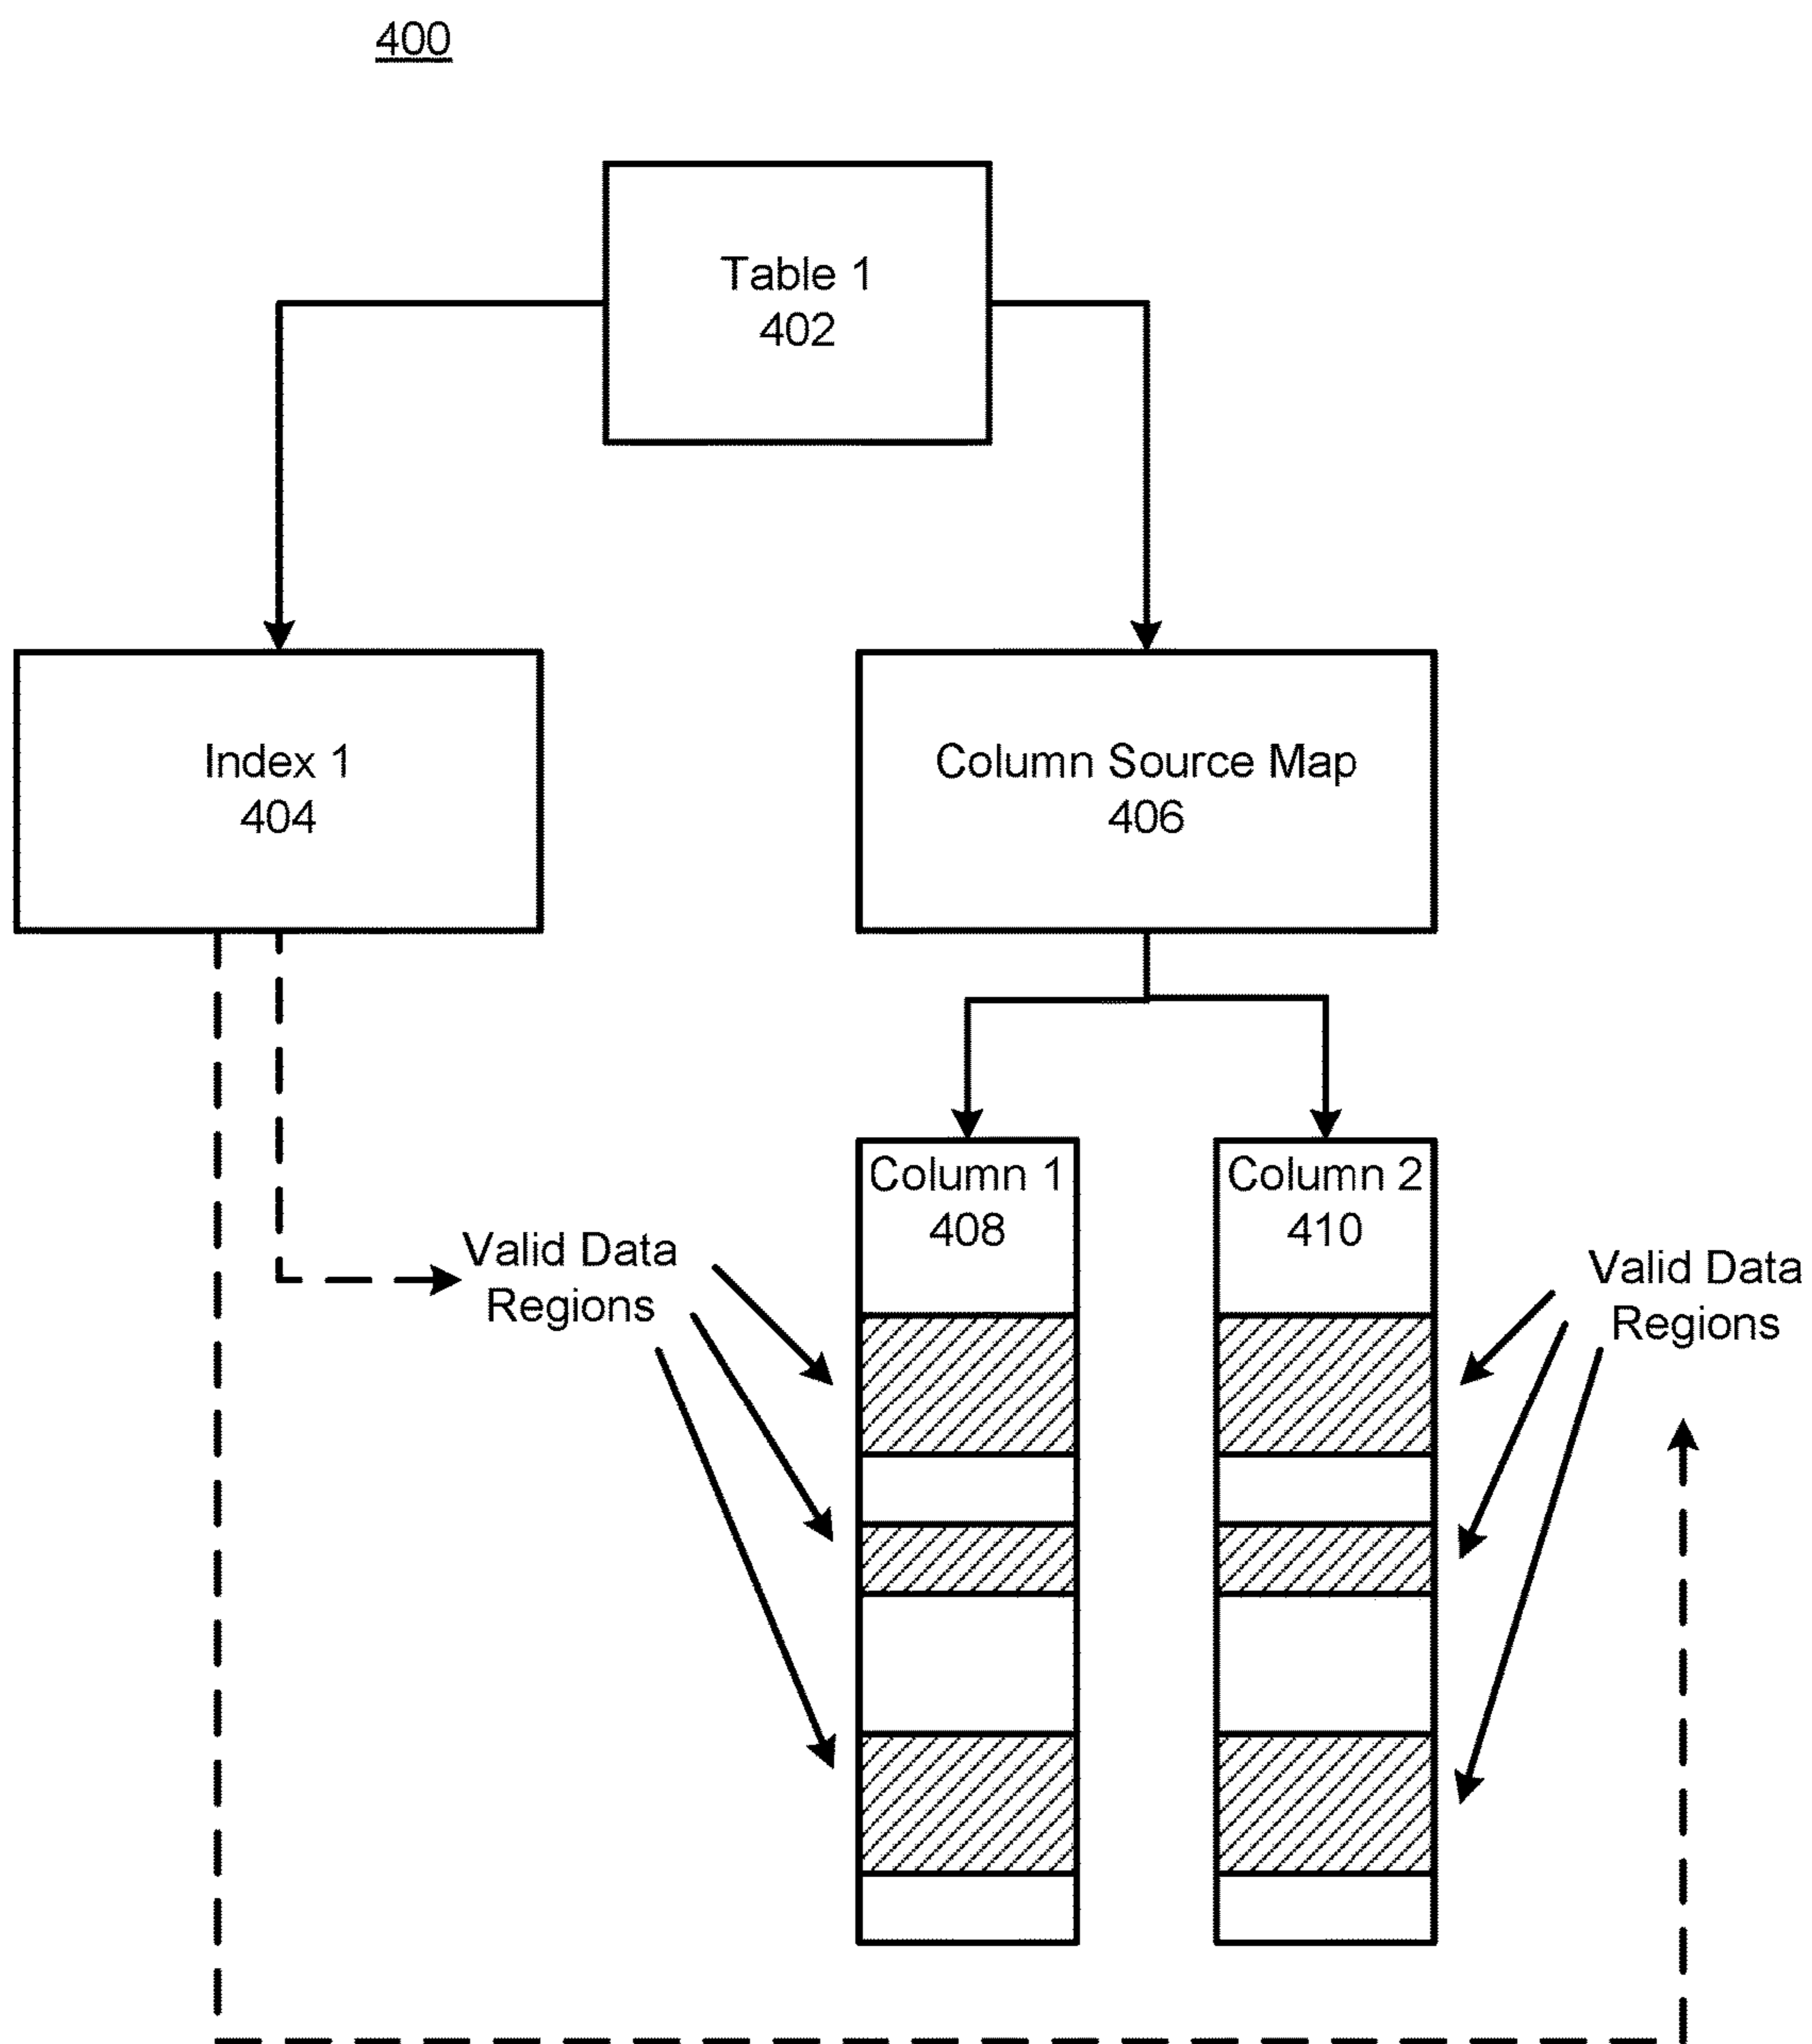 400
Table 1
402
Index 1
404
Column Source Map
406
Column 1
408
Column 2
410
Valid Data
Regions
Valid Data
Regions